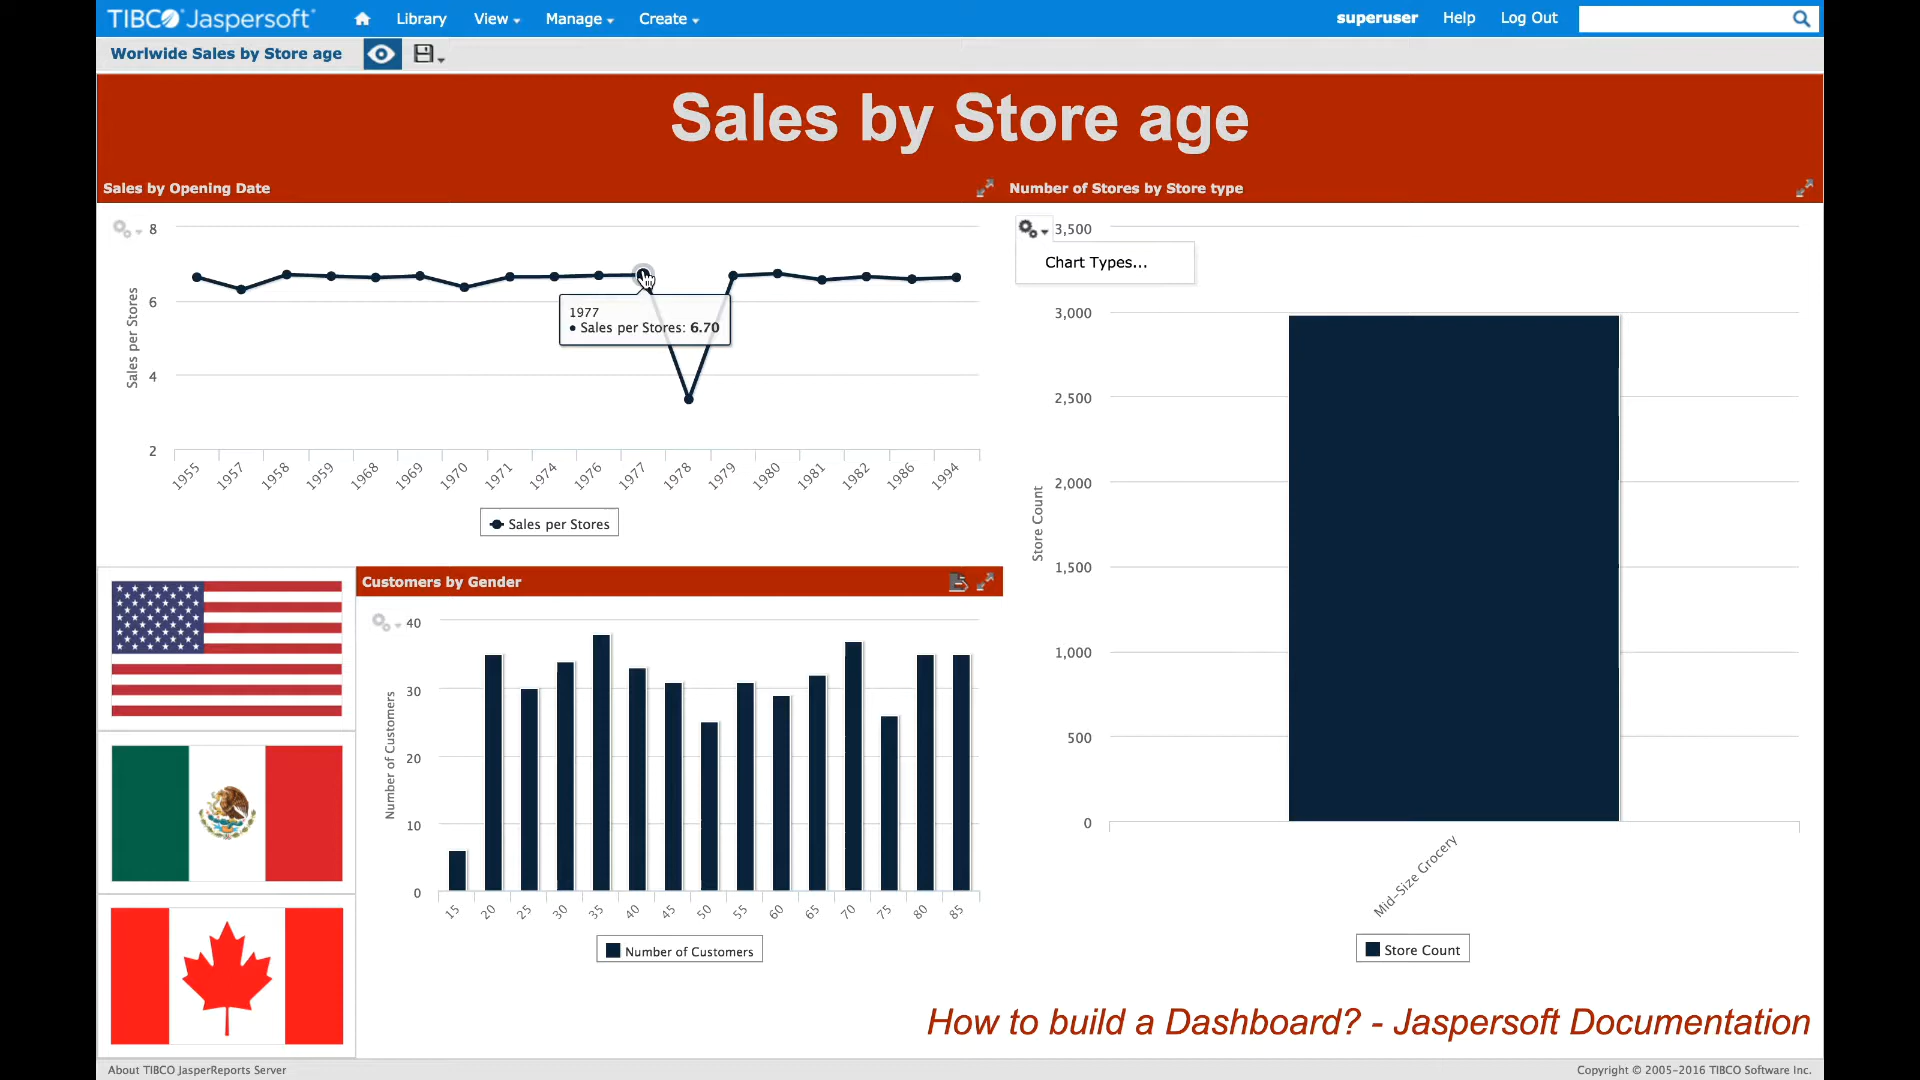 TIBCO Jaspersoft
Library
View
Manage
Create
superuser
Help
Log Out
Worlwide Sales by Store age
Sales by Store age
Sales by Opening Date
8
6
4
2
Sales per Stores
1977
● Sales per Stores: 6.70
1955
1957
1958
1959
1968
1969
1970
1971
1974
1976
1977
1978
1979
1980
1981
1982
1986
1994
Sales per Stores
Number of Stores by Store type
Chart Types...
3,500
3,000
2,500
2,000
1,500
1,000
500
0
Store Count
Mid-Size Grocery
Store Count
Customers by Gender
40
30
20
10
0
Number of Customers
15
20
25
30
35
40
45
50
55
60
65
70
75
80
85
Number of Customers
How to build a Dashboard? - Jaspersoft Documentation
About TIBCO JasperReports Server
Copyright © 2005-2016 TIBCO Software Inc.